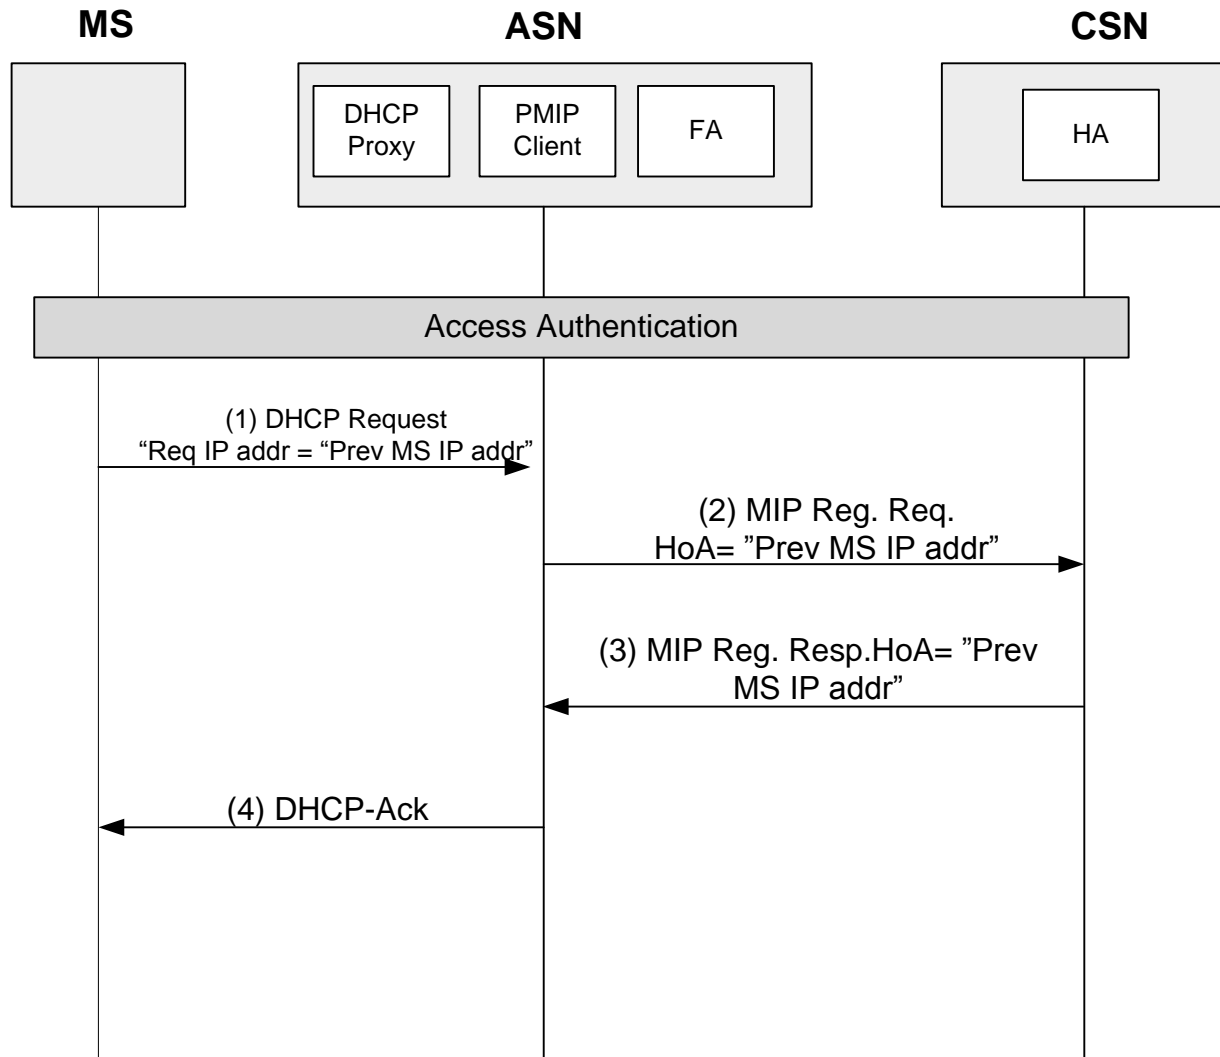 MS
ASN
CSN
DHCP
Proxy
PMIP
Client
FA
HA
Access Authentication
(1) DHCP Request
“Req IP addr = “Prev MS IP addr”
(2) MIP Reg. Req.
HoA= ”Prev MS IP addr”
(3) MIP Reg. Resp.HoA= ”Prev
MS IP addr”
(4) DHCP-Ack